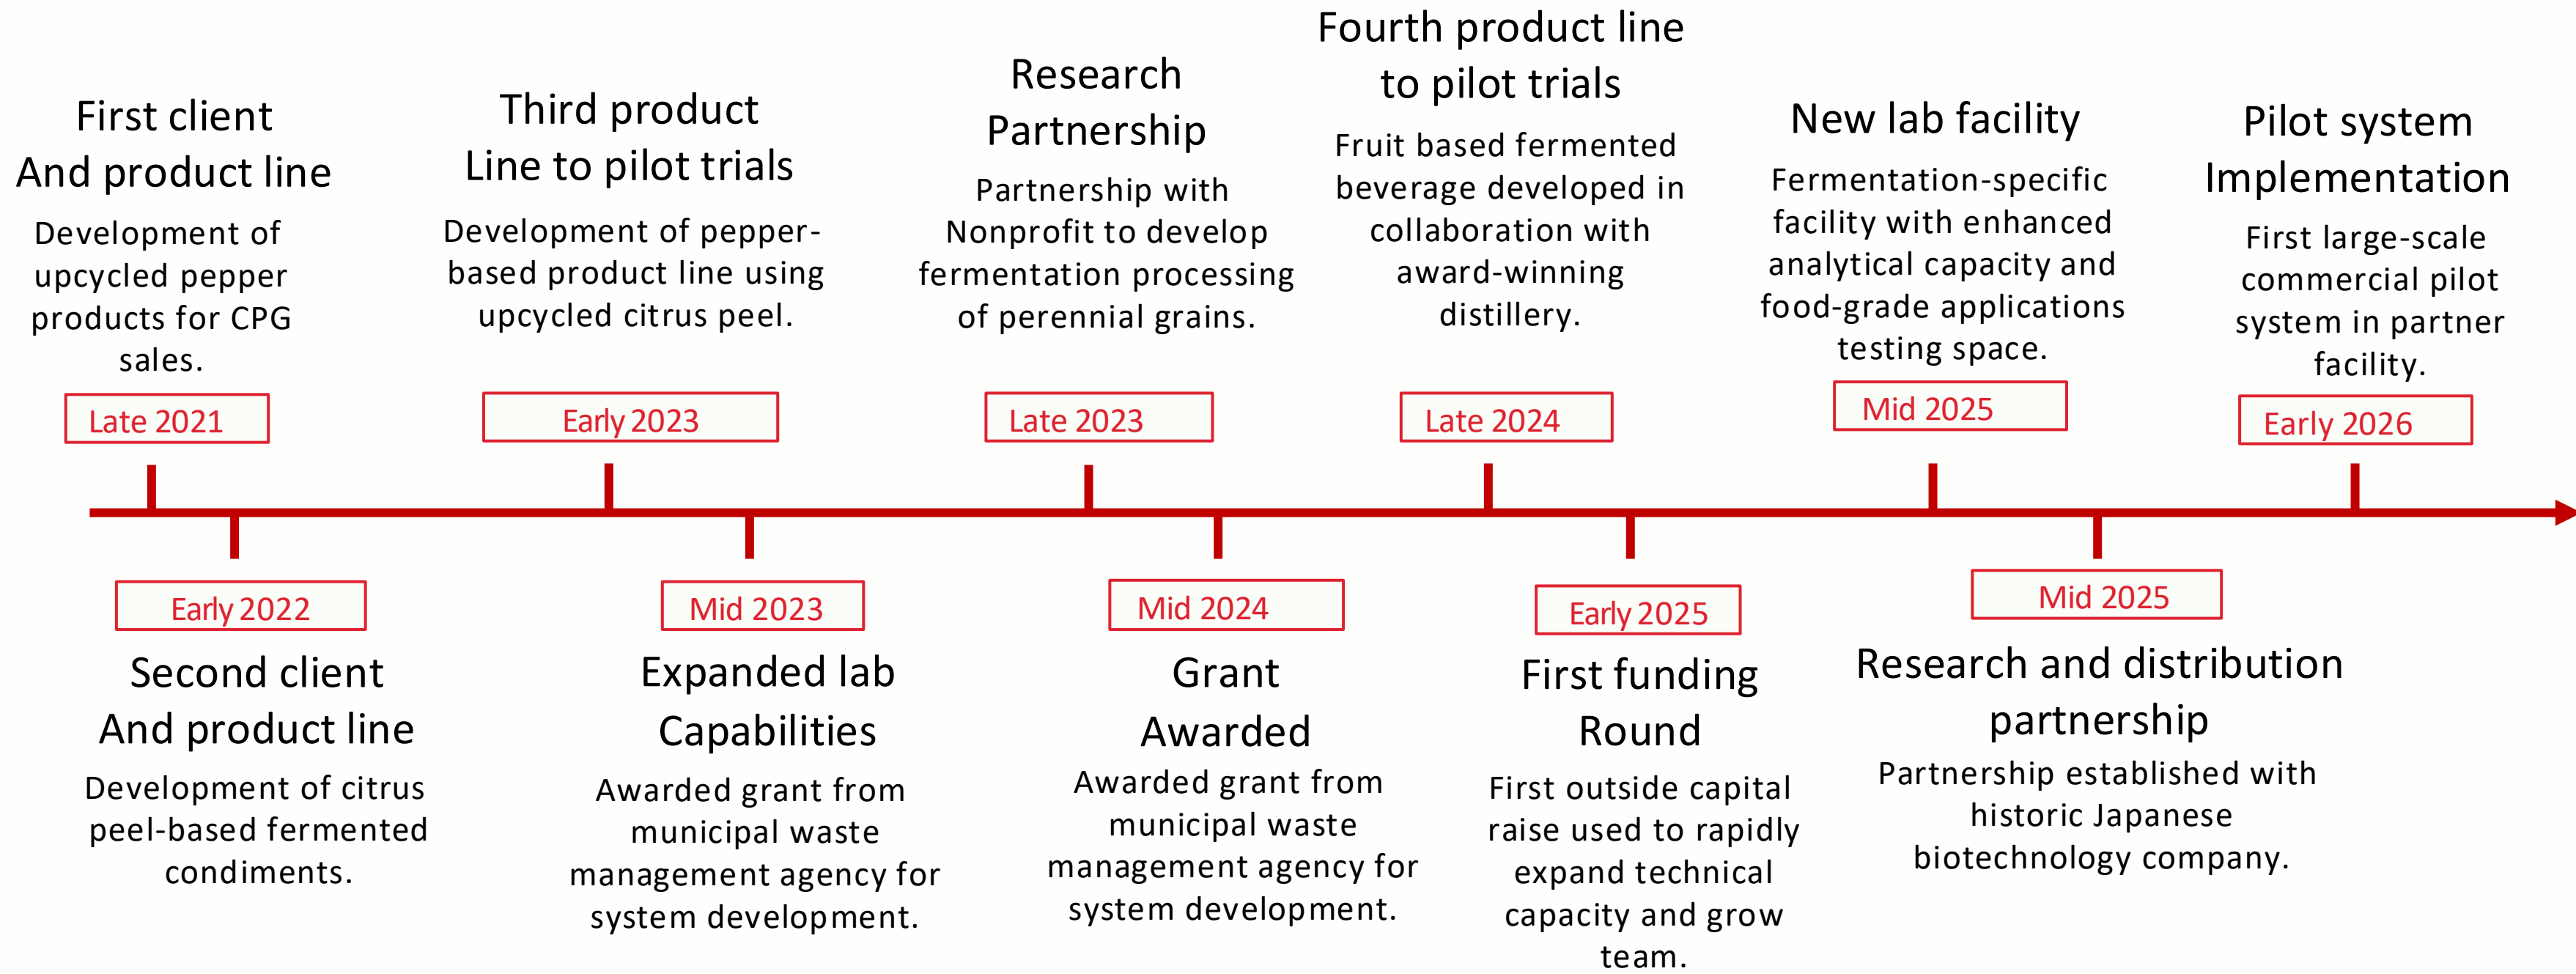 First client
And product line
Development of
upcycled pepper
products for CPG
sales.
Late 2021
Early 2022
Second client
And product line
Development of citrus
peel-based fermented
condiments.
Third product
Line to pilot trials
Development of pepper-
based product line using
upcycled citrus peel.
Early 2023
Mid 2023
Expanded lab
Capabilities
Awarded grant from
municipal waste
management agency for
system development.
Research
Partnership
Partnership with
Nonprofit to develop
fermentation processing
of perennial grains.
Late 2023
Mid 2024
Grant
Awarded
Awarded grant from
municipal waste
management agency for
system development.
Fourth product line
to pilot trials
Fruit based fermented
beverage developed in
collaboration with
award-winning
distillery.
Late 2024
Early 2025
First funding
Round
First outside capital
raise used to rapidly
expand technical
capacity and grow
team.
New lab facility
Fermentation-specific
facility with enhanced
analytical capacity and
food-grade applications
testing space.
Mid 2025
Mid 2025
Research and distribution
partnership
Partnership established with
historic Japanese
biotechnology company.
Pilot system
Implementation
First large-scale
commercial pilot
system in partner
facility.
Early 2026